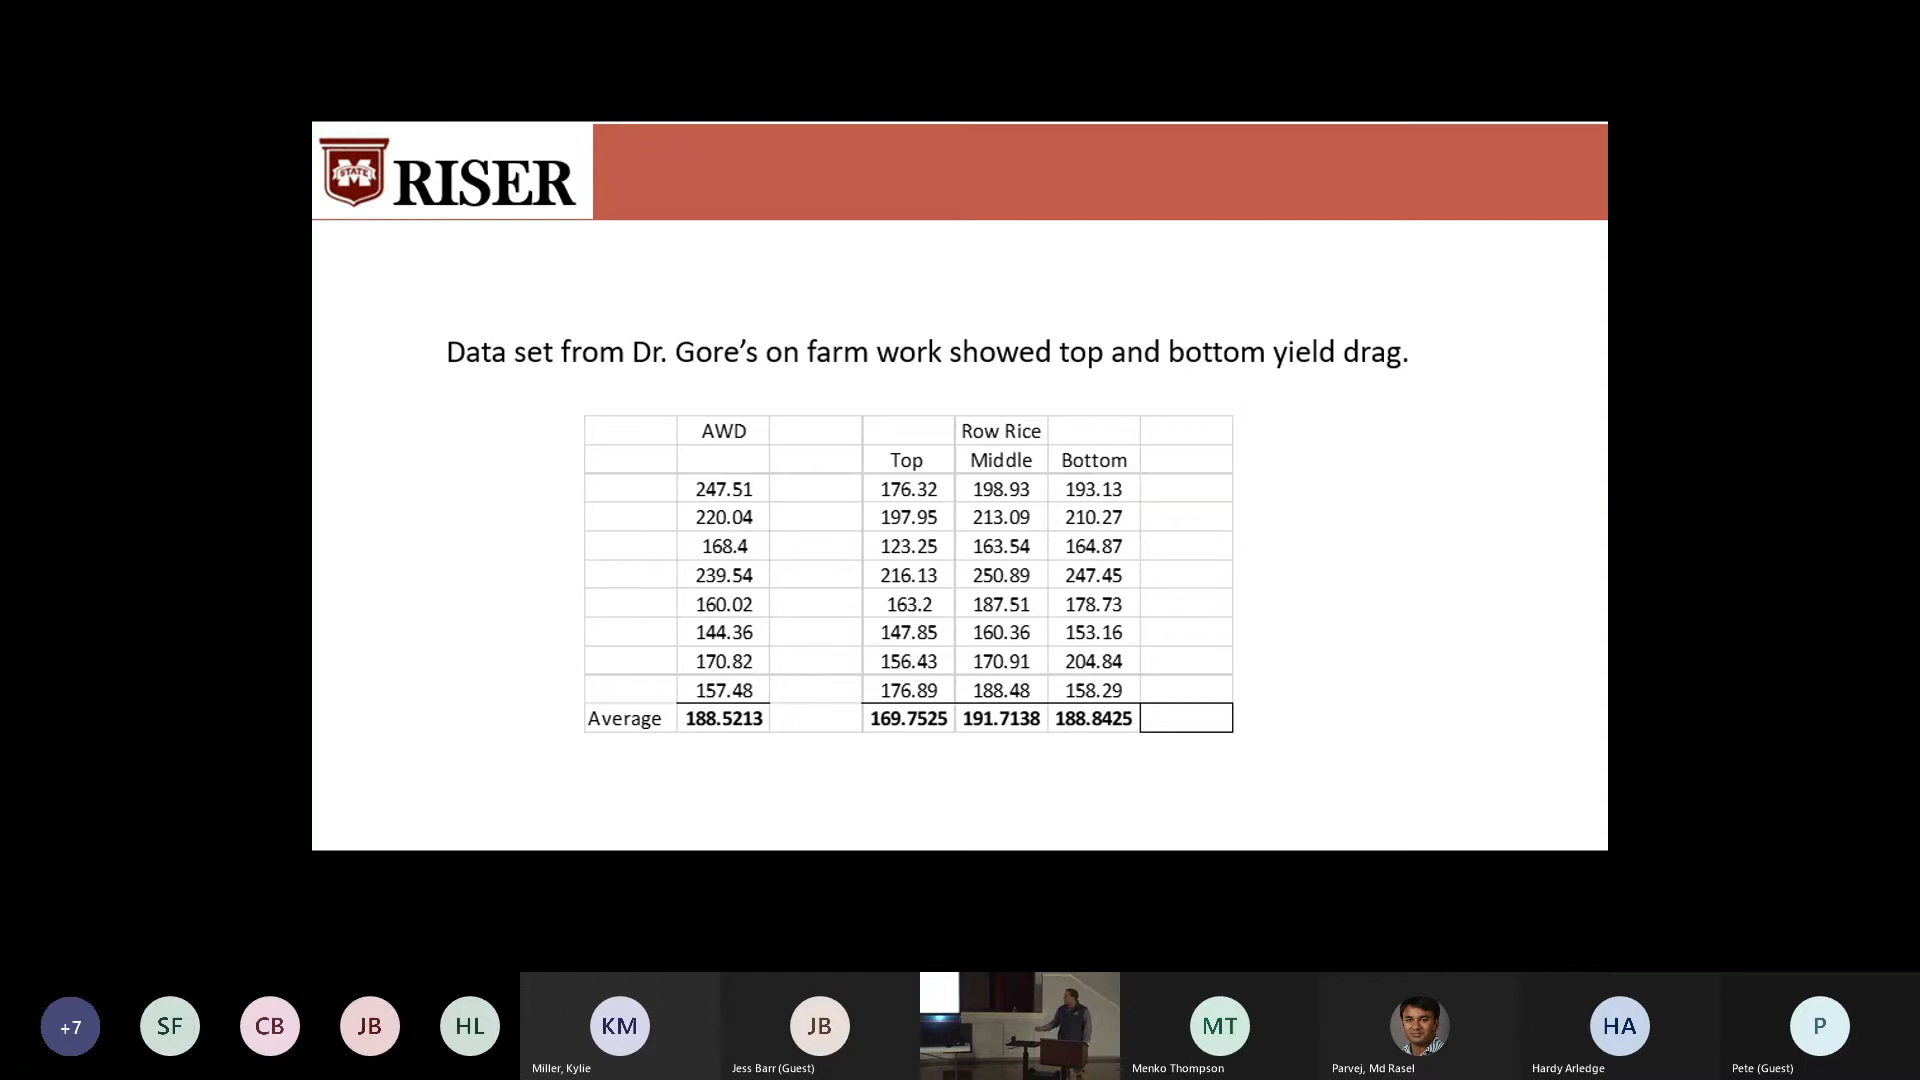 STATE
M
RISER
Data set from Dr. Gore's on farm work showed top and bottom yield drag.
AWD Row Rice
Top Middle Bottom
247.51 176.32 198.93 193.13
220.04 197.95 213.09 210.27
168.4 123.25 163.54 164.87
239.54 216.13 250.89 247.45
160.02 163.2 187.51 178.73
144.36 147.85 160.36 153.16
170.82 156.43 170.91 204.84
157.48 176.89 188.48 158.29
Average 188.5213 169.7525 191.7138 188.8425
+7 SF CB JB HL KM JB MT HA P
Miller, Kylie Jess Barr (Guest) Menko Thompson Parvej, Md Rasel Hardy Arledge Pete (Guest)